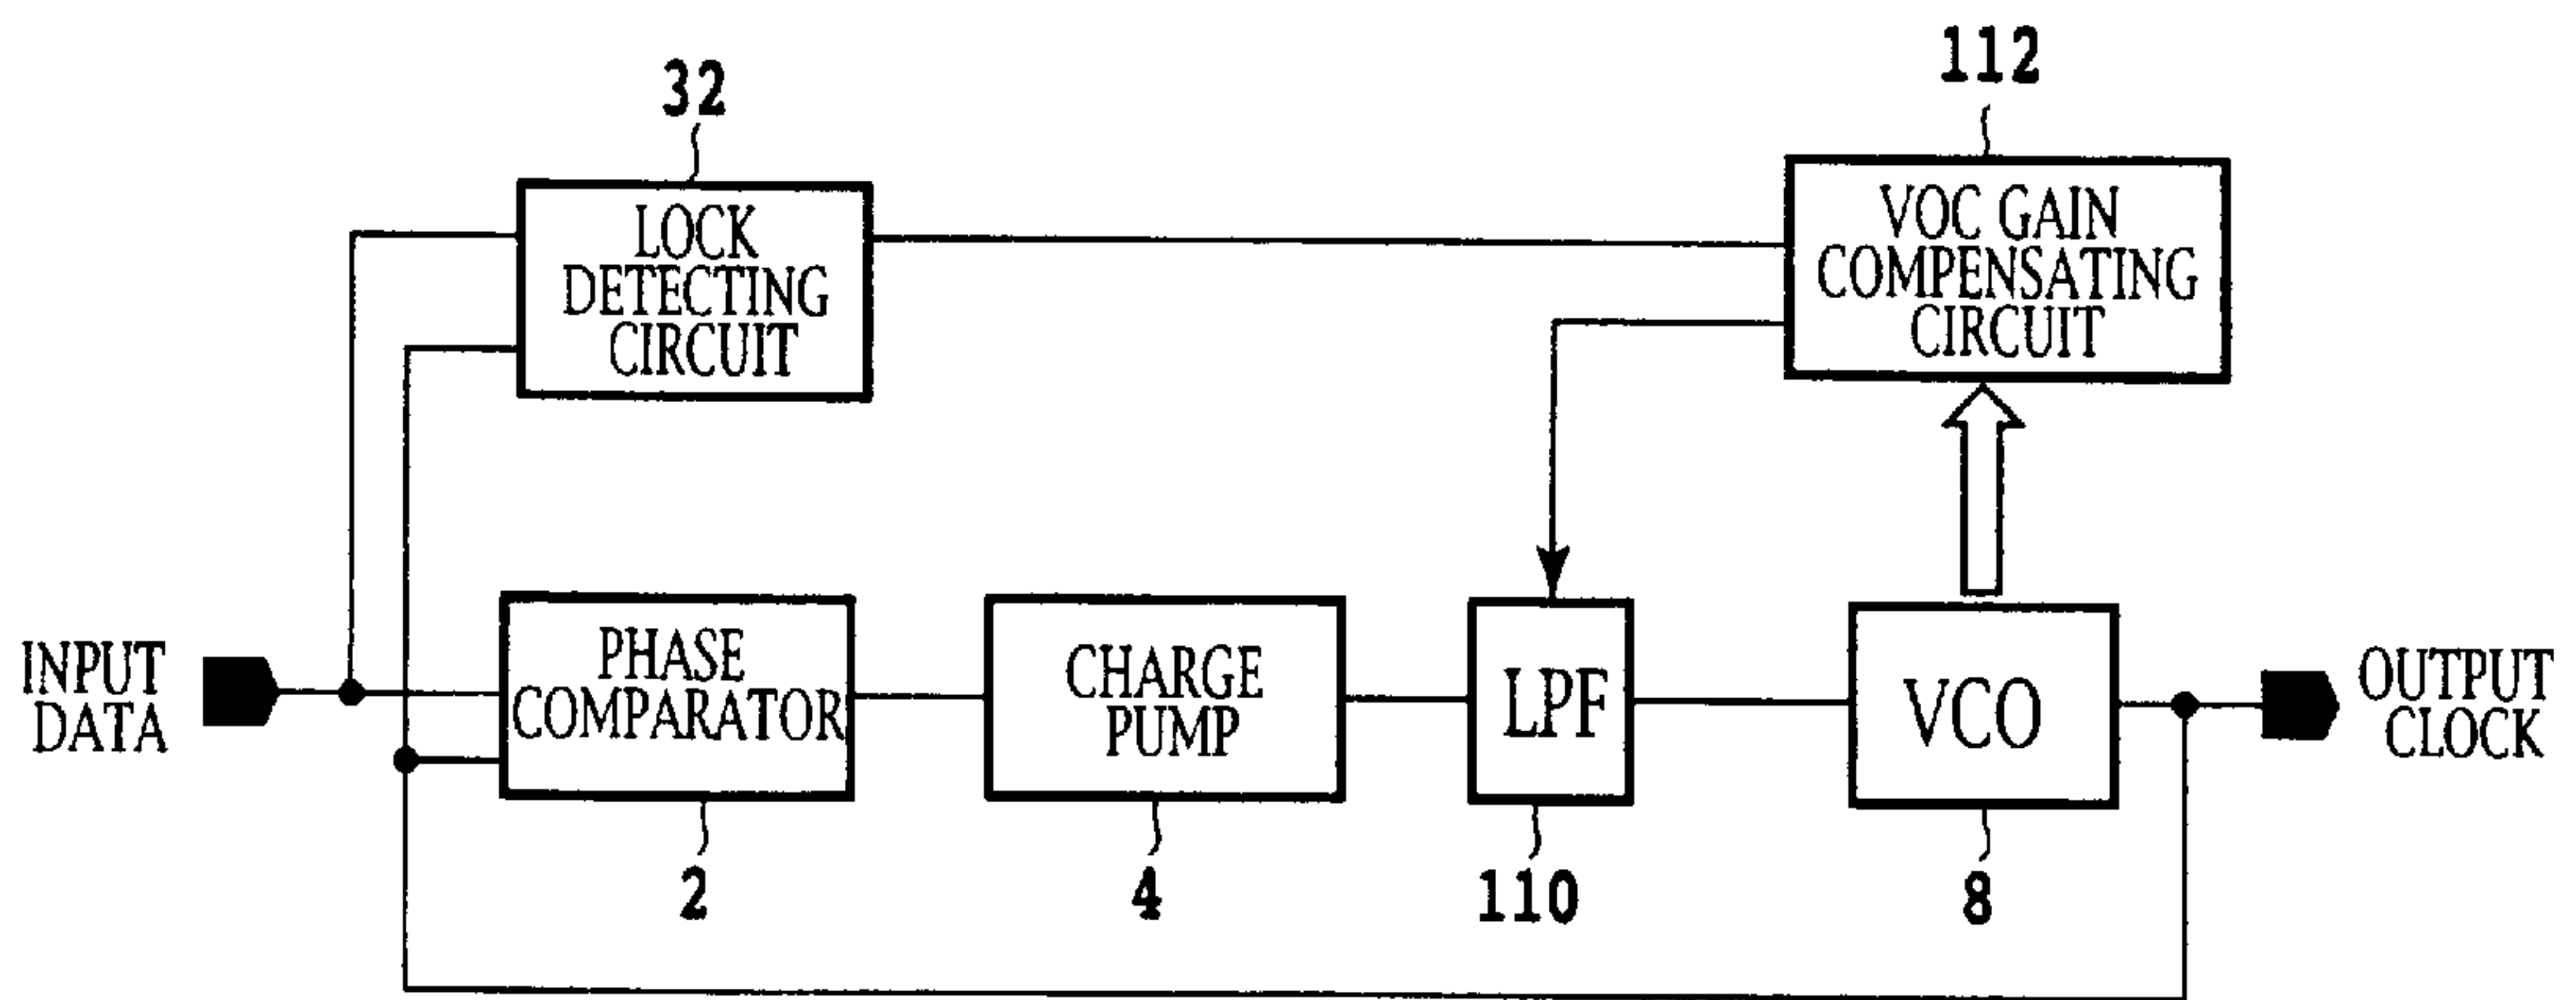 112
32
VOC GAIN
COMPENSATING
CIRCUIT
LOCK
DETECTING
CIRCUIT
INPUT
DATA
PHASE
COMPARATOR
CHARGE
PUMP
LPF
VCO
OUTPUT
CLOCK
2
4
110
8